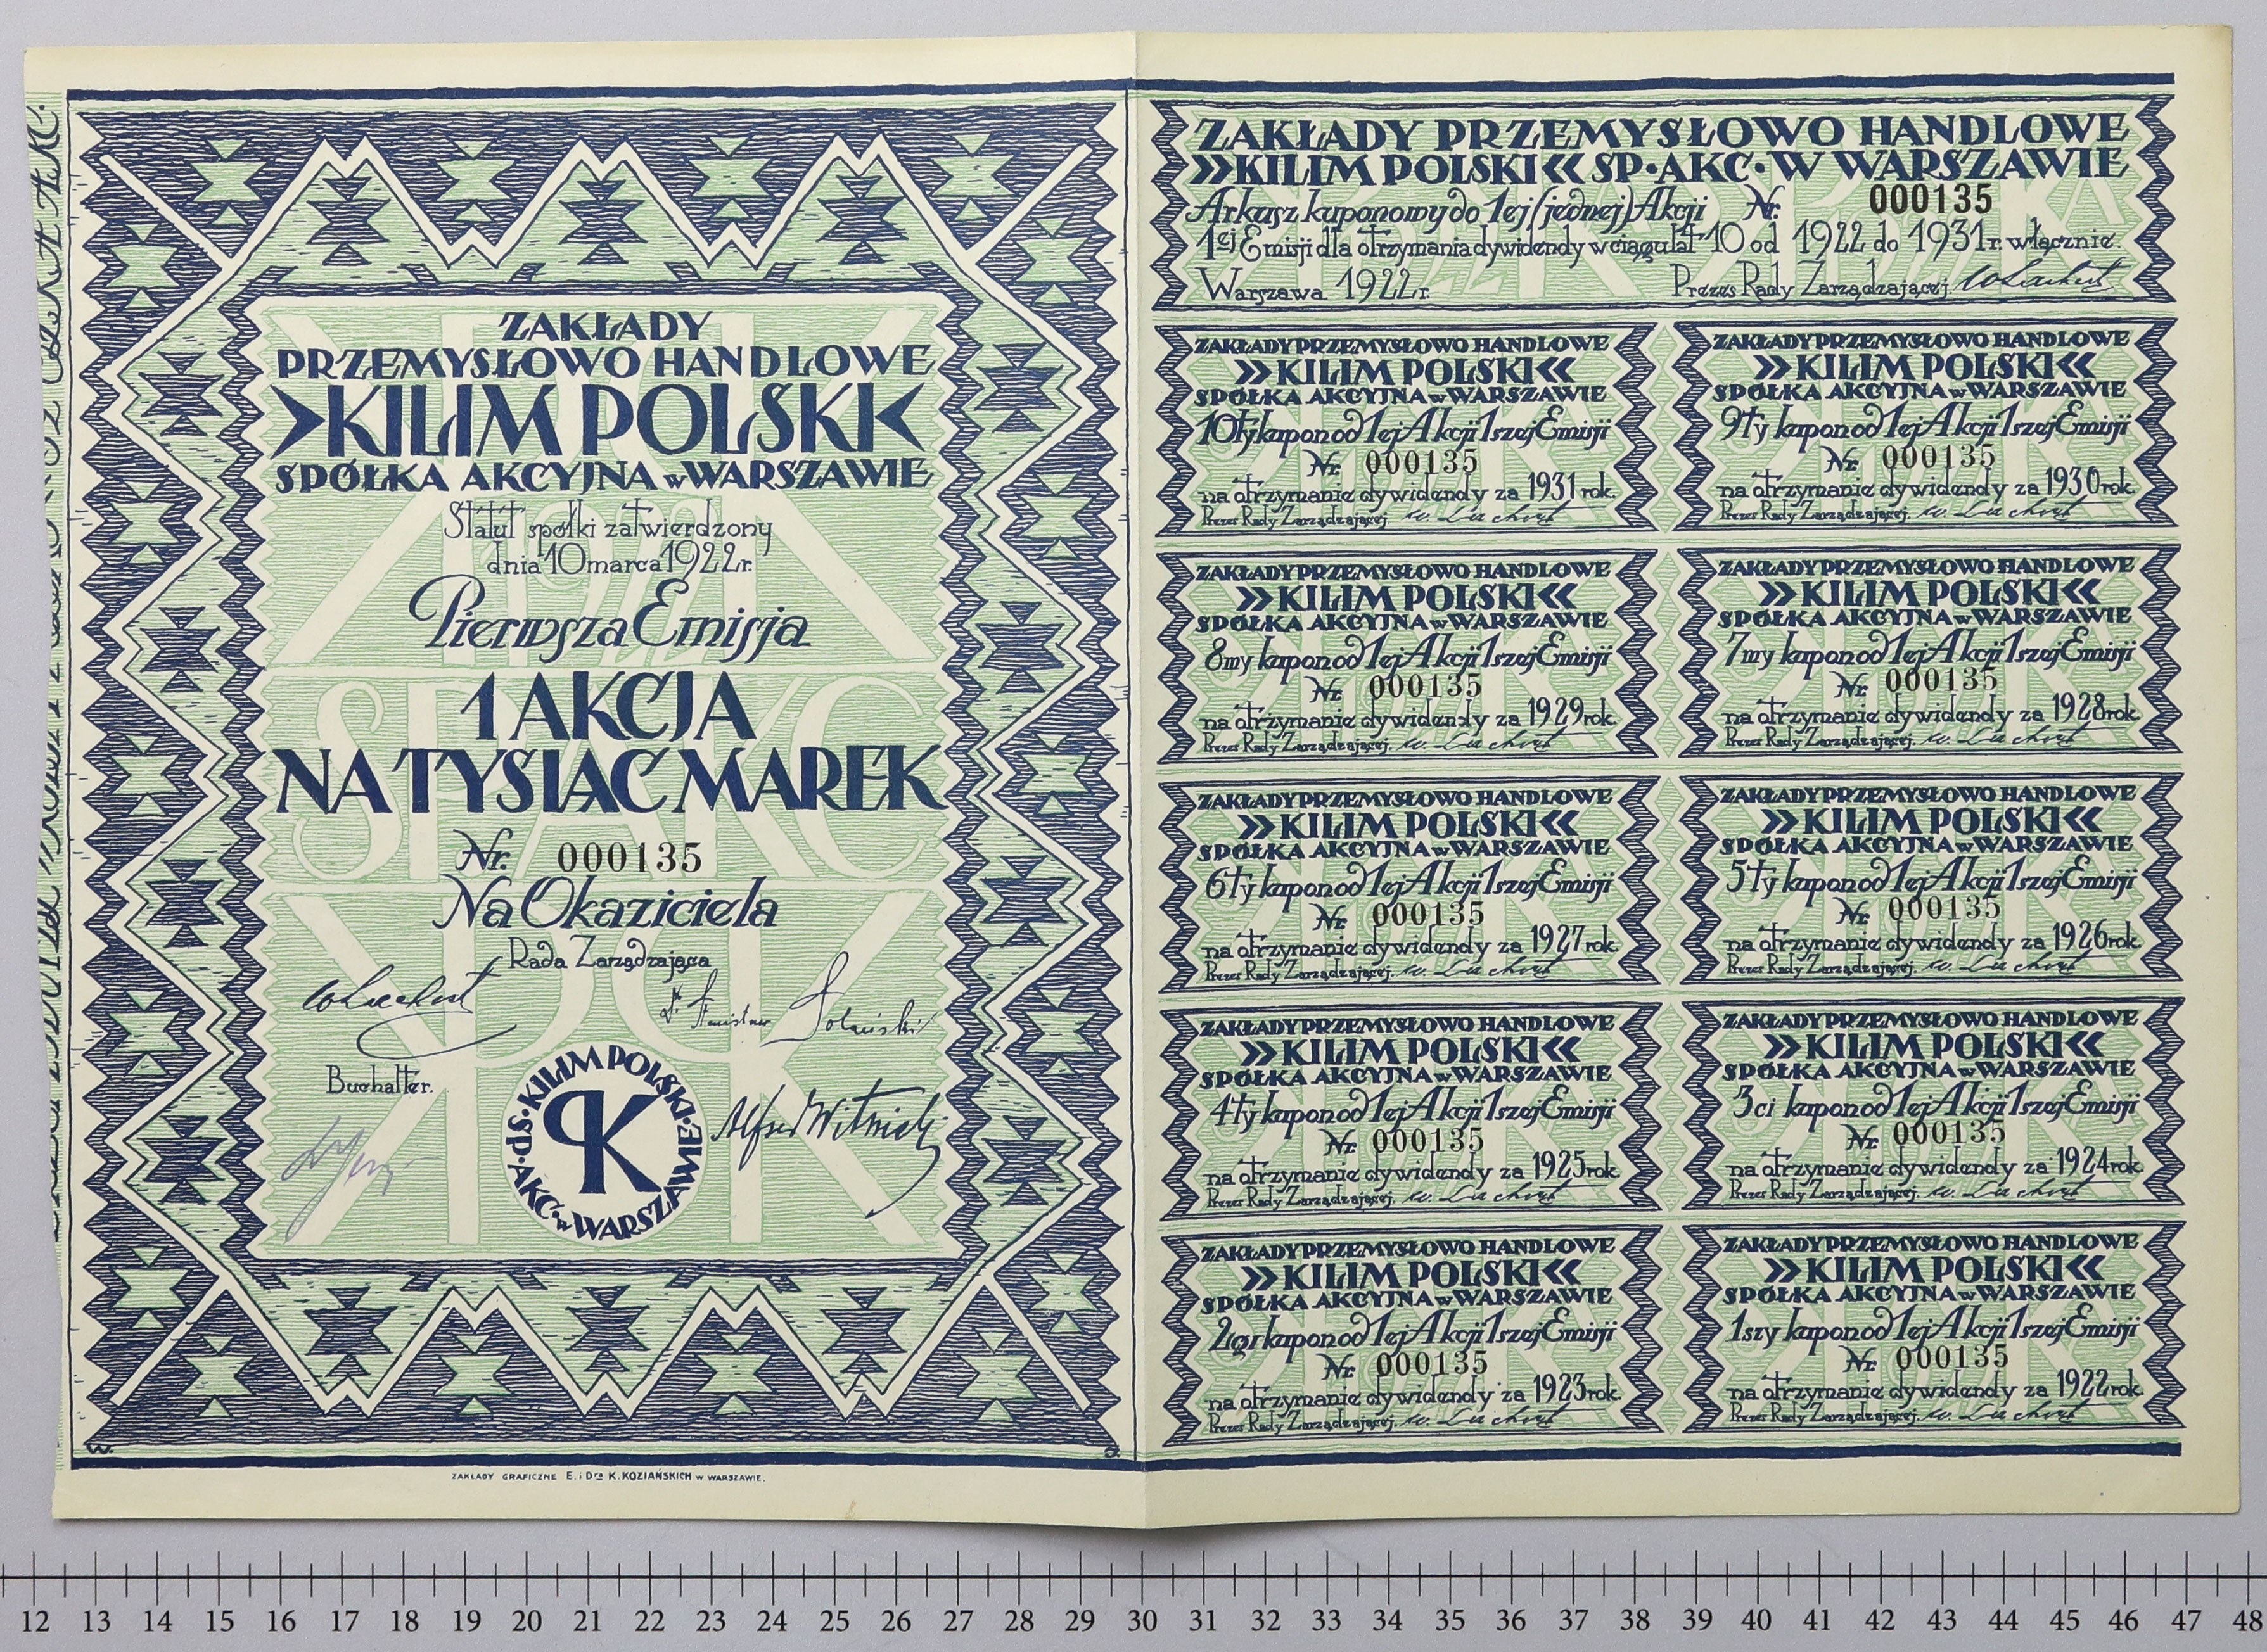 ZAKŁADY
PRZEMYSŁOWO HANDLOWE
>KILIM POLSKI<
SPÓŁKA AKCYJNA w WARSZAWIE
Statut spółki zatwierdzony
dnia 10 marca 1922 r.
Pierwsza Emisja
1 AKCJA
NA TYSIĄC MAREK
Nr. 000135
Na Okaziciela
Rada Zarządzająca
Buchalter.
Alfred
KILIM POLSKI · SP · AKC · w WARSZAWIE ·
PK
W.
ZAKŁADY GRAFICZNE E. i Dra K. KOZIAŃSKICH w WARSZAWIE.
ZAKŁADY PRZEMYSŁOWO HANDLOWE
»KILIM POLSKI« SP · AKC · W WARSZAWIE
Arkusz kuponowy do 1ej (jednej) Akcji Nr. 000135
1ej Emisji dla otrzymania dywidendy w ciągu lat 10 od 1922 do 1931 r. włącznie.
Warszawa 1922 r. Prezes Rady Zarządzającej.
ZAKŁADY PRZEMYSŁOWO HANDLOWE
»KILIM POLSKI«
SPÓŁKA AKCYJNA w WARSZAWIE
10ty kupon od 1ej Akcji 1szej Emisji
Nr. 000135
na otrzymanie dywidendy za 1931 rok.
Prezes Rady Zarządzającej.
ZAKŁADY PRZEMYSŁOWO HANDLOWE
»KILIM POLSKI«
SPÓŁKA AKCYJNA w WARSZAWIE
9ty kupon od 1ej Akcji 1szej Emisji
Nr. 000135
na otrzymanie dywidendy za 1930 rok.
Prezes Rady Zarządzającej.
ZAKŁADY PRZEMYSŁOWO HANDLOWE
»KILIM POLSKI«
SPÓŁKA AKCYJNA w WARSZAWIE
8my kupon od 1ej Akcji 1szej Emisji
Nr. 000135
na otrzymanie dywidendy za 1929 rok.
Prezes Rady Zarządzającej.
ZAKŁADY PRZEMYSŁOWO HANDLOWE
»KILIM POLSKI«
SPÓŁKA AKCYJNA w WARSZAWIE
7my kupon od 1ej Akcji 1szej Emisji
Nr. 000135
na otrzymanie dywidendy za 1928 rok.
Prezes Rady Zarządzającej.
ZAKŁADY PRZEMYSŁOWO HANDLOWE
»KILIM POLSKI«
SPÓŁKA AKCYJNA w WARSZAWIE
6ty kupon od 1ej Akcji 1szej Emisji
Nr. 000135
na otrzymanie dywidendy za 1927 rok.
Prezes Rady Zarządzającej.
ZAKŁADY PRZEMYSŁOWO HANDLOWE
»KILIM POLSKI«
SPÓŁKA AKCYJNA w WARSZAWIE
5ty kupon od 1ej Akcji 1szej Emisji
Nr. 000135
na otrzymanie dywidendy za 1926 rok.
Prezes Rady Zarządzającej.
ZAKŁADY PRZEMYSŁOWO HANDLOWE
»KILIM POLSKI«
SPÓŁKA AKCYJNA w WARSZAWIE
4ty kupon od 1ej Akcji 1szej Emisji
Nr. 000135
na otrzymanie dywidendy za 1925 rok.
Prezes Rady Zarządzającej.
ZAKŁADY PRZEMYSŁOWO HANDLOWE
»KILIM POLSKI«
SPÓŁKA AKCYJNA w WARSZAWIE
3ci kupon od 1ej Akcji 1szej Emisji
Nr. 000135
na otrzymanie dywidendy za 1924 rok.
Prezes Rady Zarządzającej.
ZAKŁADY PRZEMYSŁOWO HANDLOWE
»KILIM POLSKI«
SPÓŁKA AKCYJNA w WARSZAWIE
2gi kupon od 1ej Akcji 1szej Emisji
Nr. 000135
na otrzymanie dywidendy za 1923 rok.
Prezes Rady Zarządzającej.
ZAKŁADY PRZEMYSŁOWO HANDLOWE
»KILIM POLSKI«
SPÓŁKA AKCYJNA w WARSZAWIE
1szy kupon od 1ej Akcji 1szej Emisji
Nr. 000135
na otrzymanie dywidendy za 1922 rok.
Prezes Rady Zarządzającej.
12 13 14 15 16 17 18 19 20 21 22 23 24 25 26 27 28 29 30 31 32 33 34 35 36 37 38 39 40 41 42 43 44 45 46 47 48